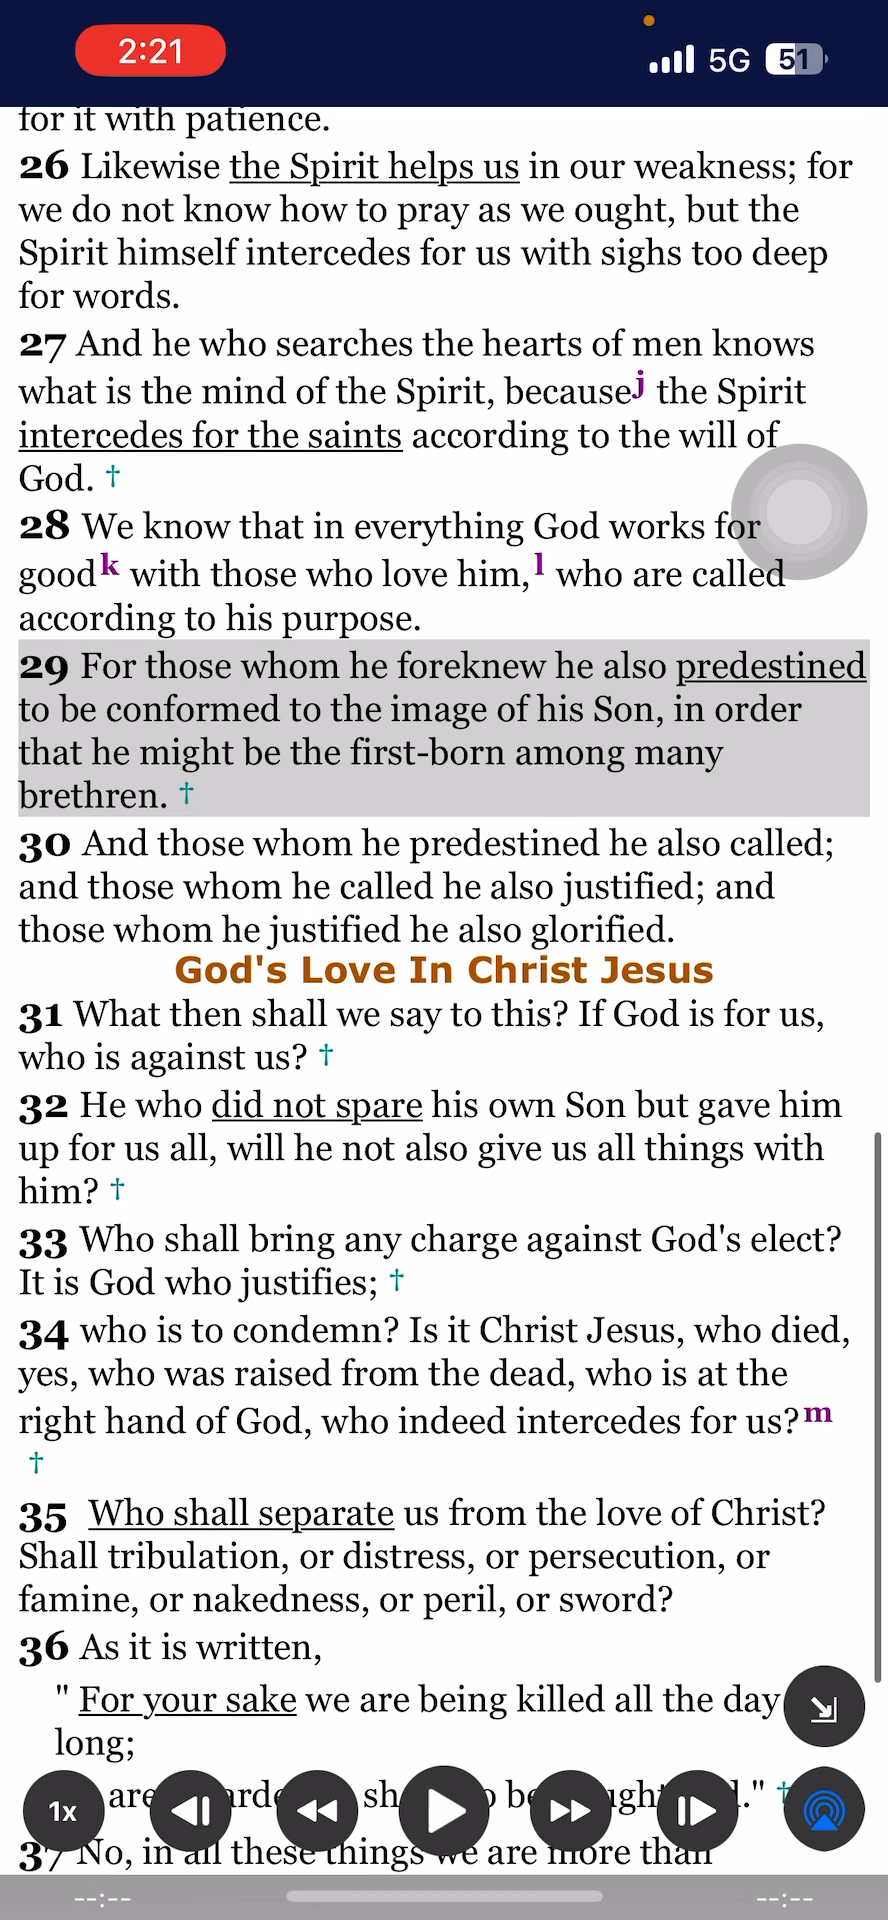 2:21
5G 51
for it with patience.
26 Likewise the Spirit helps us in our weakness; for
we do not know how to pray as we ought, but the
Spirit himself intercedes for us with sighs too deep
for words.
27 And he who searches the hearts of men knows
what is the mind of the Spirit, because j the Spirit
intercedes for the saints according to the will of
God. †
28 We know that in everything God works for
good k with those who love him, l who are called
according to his purpose.
29 For those whom he foreknew he also predestined
to be conformed to the image of his Son, in order
that he might be the first-born among many
brethren. †
30 And those whom he predestined he also called;
and those whom he called he also justified; and
those whom he justified he also glorified.
God's Love In Christ Jesus
31 What then shall we say to this? If God is for us,
who is against us? †
32 He who did not spare his own Son but gave him
up for us all, will he not also give us all things with
him? †
33 Who shall bring any charge against God's elect?
It is God who justifies; †
34 who is to condemn? Is it Christ Jesus, who died,
yes, who was raised from the dead, who is at the
right hand of God, who indeed intercedes for us? m
†
35 Who shall separate us from the love of Christ?
Shall tribulation, or distress, or persecution, or
famine, or nakedness, or peril, or sword?
36 As it is written,
" For your sake we are being killed all the day
long;
1x are
37 No, in all these things we are more than
--:-- --:--